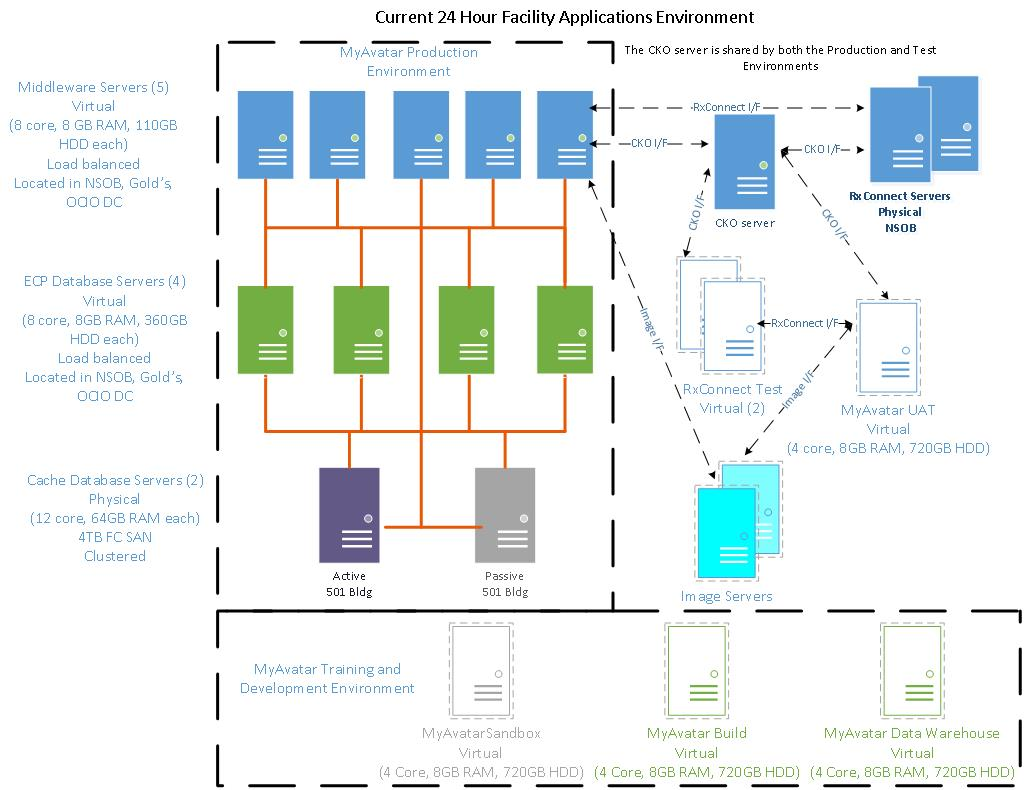 Current 24 Hour Facility Applications Environment
MyAvatar Production
Environment
The CKO server is shared by both the Production and Test
Environments
Middleware Servers (5)
Virtual
(8 core, 8 GB RAM, 110GB
HDD each)
Load balanced
Located in NSOB, Gold's,
OCIO DC
RxConnect I/F
CKO I/F
CKO I/F
CKO server
RxConnect Servers
Physical
NSOB
CKO I/F
CKO I/F
ECP Database Servers (4)
Virtual
(8 core, 8GB RAM, 360GB
HDD each)
Load balanced
Located in NSOB, Gold's,
OCIO DC
Image I/F
RxConnect I/F
RxConnect Test
Virtual (2)
Image I/F
MyAvatar UAT
Virtual
(4 core, 8GB RAM, 720GB HDD)
Cache Database Servers (2)
Physical
(12 core, 64GB RAM each)
4TB FC SAN
Clustered
Active
501 Bldg
Passive
501 Bldg
Image Servers
MyAvatar Training and
Development Environment
MyAvatarSandbox
Virtual
(4 Core, 8GB RAM, 720GB HDD)
MyAvatar Build
Virtual
(4 Core, 8GB RAM, 720GB HDD)
MyAvatar Data Warehouse
Virtual
(4 Core, 8GB RAM, 720GB HDD)